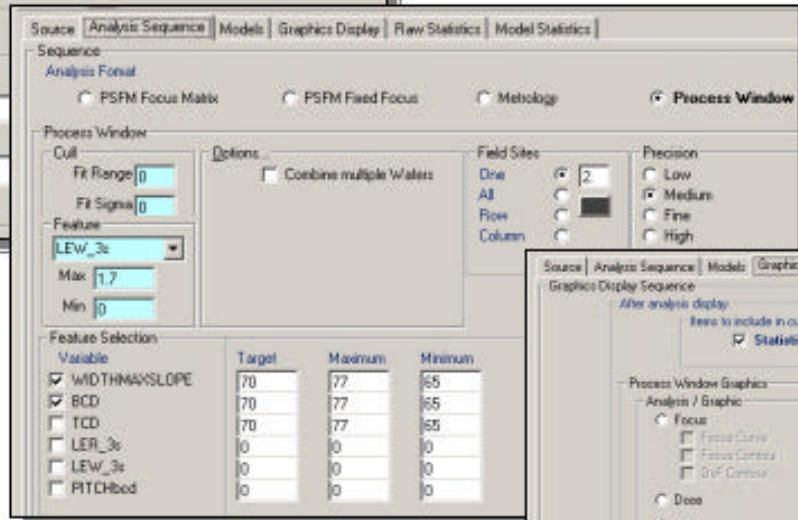 Source Analysis Sequence Models Graphics Display Raw Statistics Model Statistics
Sequence
Analysis Format
PSFM Focus Matrix PSFM Fixed Focus Metrology Process Window
Process Window
Cull
Fit Range 0
Fit Sigma 0
Options...
Combine multiple Wafers
Field Sites
One 2
All
Row
Column
Precision
Low
Medium
Fine
High
Feature
LEW_3s
Max 1.7
Min 0
Feature Selection
Variable Target Maximum Minimum
WIDTHMAXSLOPE 70 77 65
BCD 70 77 65
TCD 70 77 65
LER_3s 0 0 0
LEW_3s 0 0 0
PITCHbcd 0 0 0
Source Analysis Sequence Models Graphic
Graphics Display Sequence
After analysis display
Items to include in cu
Statisti
Process Window Graphics
Analysis / Graphic
Focus
Focus Curve
Focus Contour
Dose